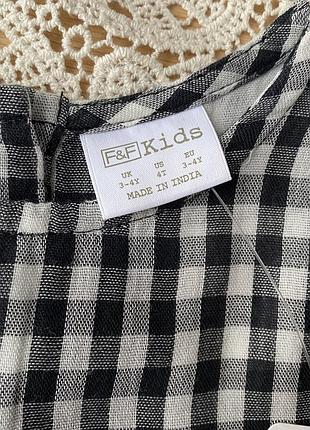 F&F Kids
UK US EU
3-4Y 4T 3-4Y
MADE IN INDIA